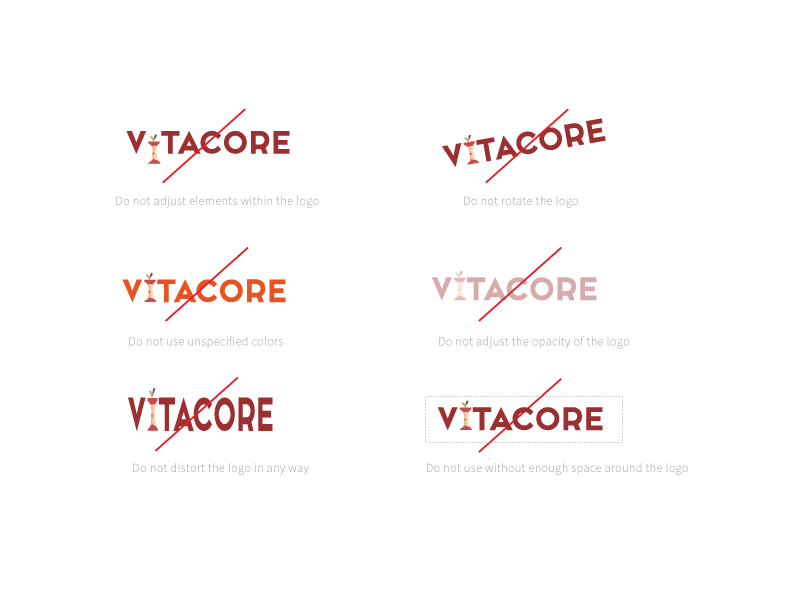 VITACORE
VITACORE
Do not adjust elements within the logo
Do not rotate the logo
VITACORE
VITACORE
Do not use unspecified colors
Do not adjust the opacity of the logo
VITACORE
VITACORE
Do not distort the logo in any way
Do not use without enough space around the logo